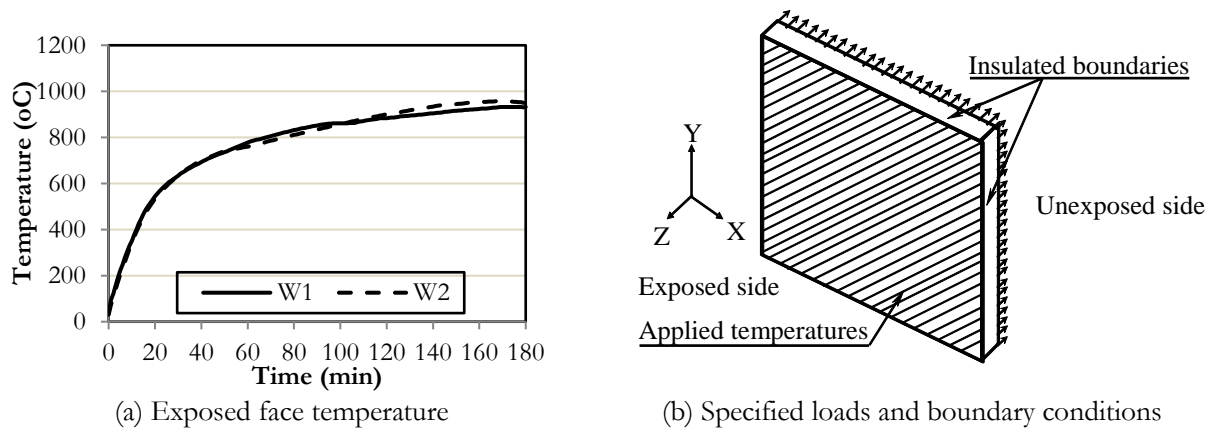 1200
1000
800
600
400
200
0
Temperature (oC)
W1
W2
0 20 40 60 80 100 120 140 160 180
Time (min)
(a) Exposed face temperature
Insulated boundaries
Y
Z
X
Unexposed side
Exposed side
Applied temperatures
(b) Specified loads and boundary conditions